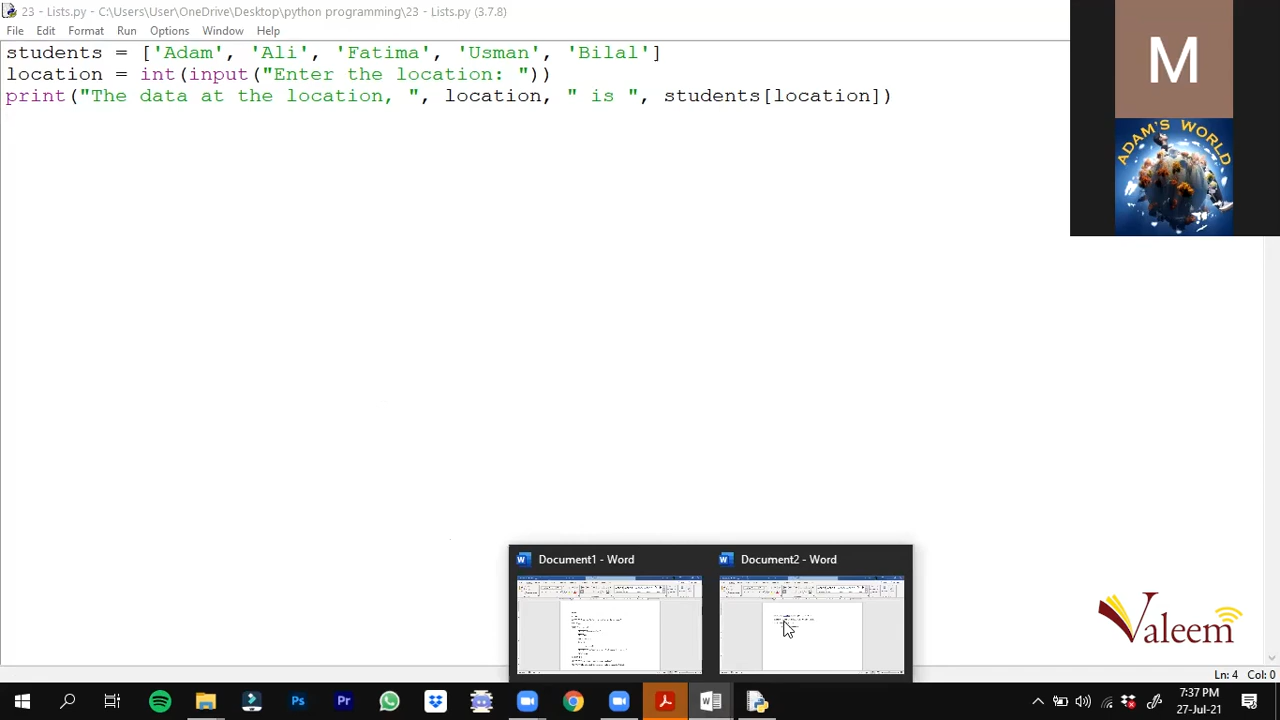 23 - Lists.py - C:\Users\User\OneDrive\Desktop\python programming\23 - Lists.py (3.7.8)
File Edit Format Run Options Window Help
students = ['Adam', 'Ali', 'Fatima', 'Usman', 'Bilal']
location = int(input("Enter the location: "))
print("The data at the location, ", location, " is ", students[location])
M
ADAM'S WORLD
Document1 - Word
Document2 - Word
Valeem
Ln: 4 Col: 0
Ps
Pr
7:37 PM
27-Jul-21